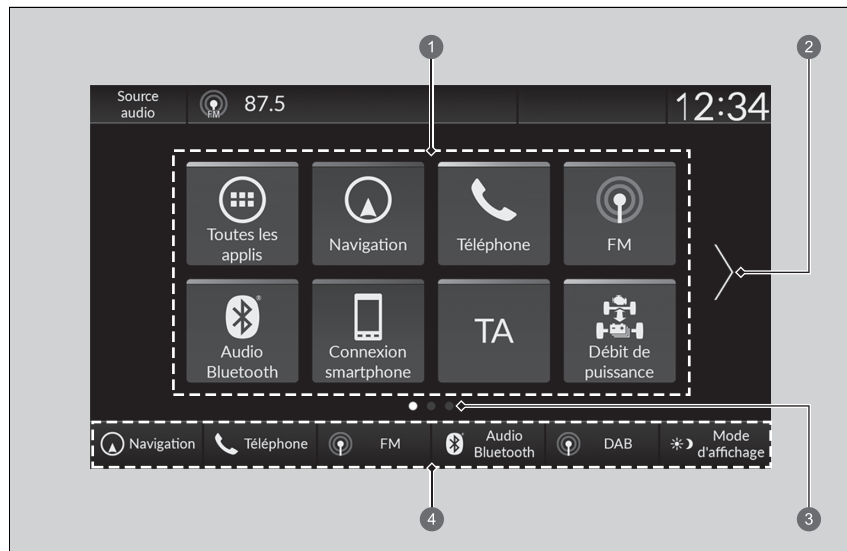 1
2
Source
audio
FM
87.5
12:34
Toutes les
applis
Navigation
Téléphone
FM
Audio
Bluetooth®
Connexion
smartphone
TA
Débit de
puissance
Navigation
Téléphone
FM
Audio
Bluetooth
DAB
Mode
d'affichage
4
3